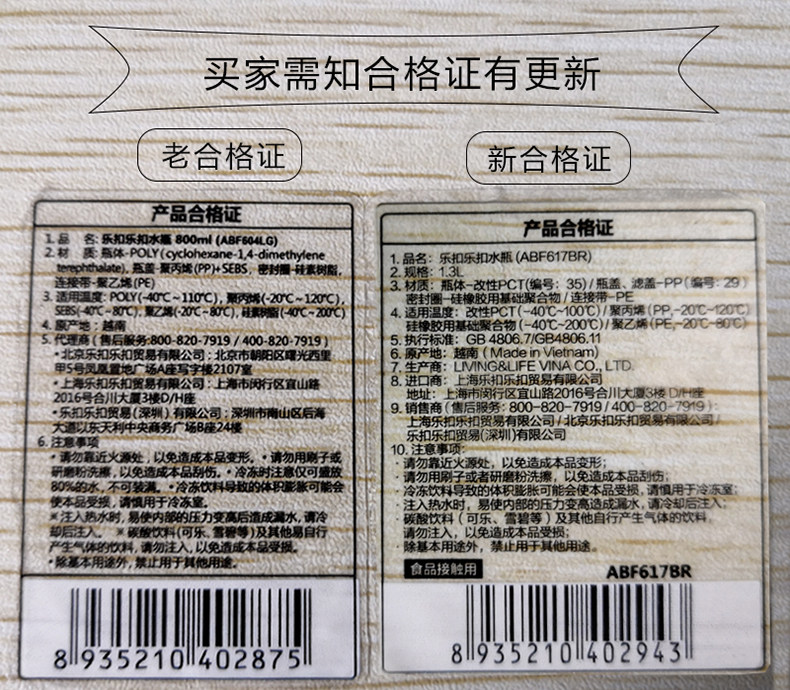 买家需知合格证有更新
老合格证
新合格证
产品合格证
1.品 名:乐扣乐扣水瓶 800ml (ABF604LG)
2.材 质:瓶体-POLY(cyclohexane-1,4-dimethylene
terephthalate), 瓶盖-聚丙烯(PP)+SEBS, 密封圈-硅素树脂,
连接带-聚乙烯(PE)
3.适用温度: POLY(-40℃~110℃), 聚丙烯(-20℃~120℃),
SEBS(-40℃~80℃), 聚乙烯(-20℃~80℃), 硅素树脂(-40℃~200℃)
4.原产地:越南
5.代理商(售后服务:800-820-7919 / 400-820-7919)
·北京乐扣乐扣贸易有限公司:北京市朝阳区曙光西里
甲5号凤凰置地广场A座写字楼2107室
·上海乐扣乐扣贸易有限公司:上海市闵行区宜山路
2016号合川大厦3楼D/H座
·乐扣乐扣贸易(深圳)有限公司:深圳市南山区后海
大道以东天利中央商务广场B座24楼
6.注意事项
·请勿靠近火源处,以免造成本品变形。·请勿用刷子或
研磨粉洗擦,以免造成本品刮伤。·冷冻时注意仅可盛放
80%的水,不可装满。·冷冻饮料导致的体积膨胀可能会
使本品受损,请慎用于冷冻室。
※注入热水时,易使内部的压力变高后造成漏水,请冷
却后注入。 ※碳酸饮料(可乐、雪碧等)及其他易自行
产生气体的饮料,请勿注入,以免造成本品受损。
·除基本用途外,禁止用于其他用途。
8 935210 402875
产品合格证
1.品名:乐扣乐扣水瓶 (ABF617BR)
2.规格:1.3L
3.材质:瓶体-改性PCT(编号:35)/ 瓶盖、滤盖-PP(编号:29)
密封圈-硅橡胶用基础聚合物 / 连接带-PE
4.适用温度:改性PCT(-40℃~100℃) / 聚丙烯(PP,-20℃~120℃)
硅橡胶用基础聚合物(-40℃~200℃) / 聚乙烯(PE,-20℃~80℃)
5.执行标准:GB 4806.7/GB4806.11
6.原产地:越南 (Made in Vietnam)
7.生产商:LIVING&LIFE VINA CO., LTD.
8.进口商:上海乐扣乐扣贸易有限公司
地址:上海市闵行区宜山路2016号合川大厦3楼 D/H座
9.销售商(售后服务:800-820-7919 / 400-820-7919):
上海乐扣乐扣贸易有限公司 / 北京乐扣乐扣贸易有限公司 /
乐扣乐扣贸易(深圳)有限公司
10.注意事项:
·请勿靠近火源处,以免造成本品变形;
·请勿用刷子或者研磨粉洗擦,以免造成本品刮伤;
·冷冻饮料导致的体积膨胀可能会使本品受损,请慎用于冷冻室;
·注入热水时,易使内部的压力变高造成漏水,请冷却后注入;
·碳酸饮料(可乐、雪碧等)及其他自行产生气体的饮料,
请勿注入,以免造成本品受损;
·除基本用途外,禁止用于其他用途。
食品接触用
ABF617BR
8 935210 402943